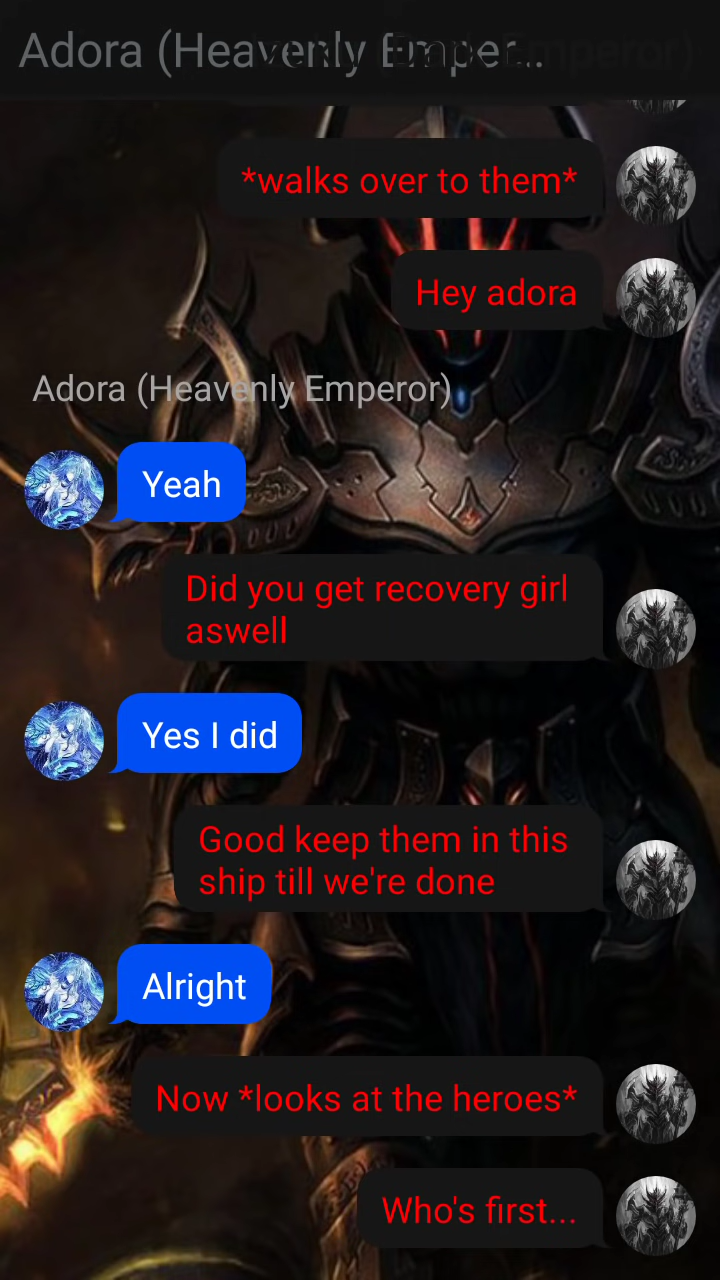 Adora (Heavenly Emper...
*walks over to them*
Hey adora
Adora (Heavenly Emperor)
Yeah
Did you get recovery girl
aswell
Yes I did
Good keep them in this
ship till we're done
Alright
Now *looks at the heroes*
Who's first...